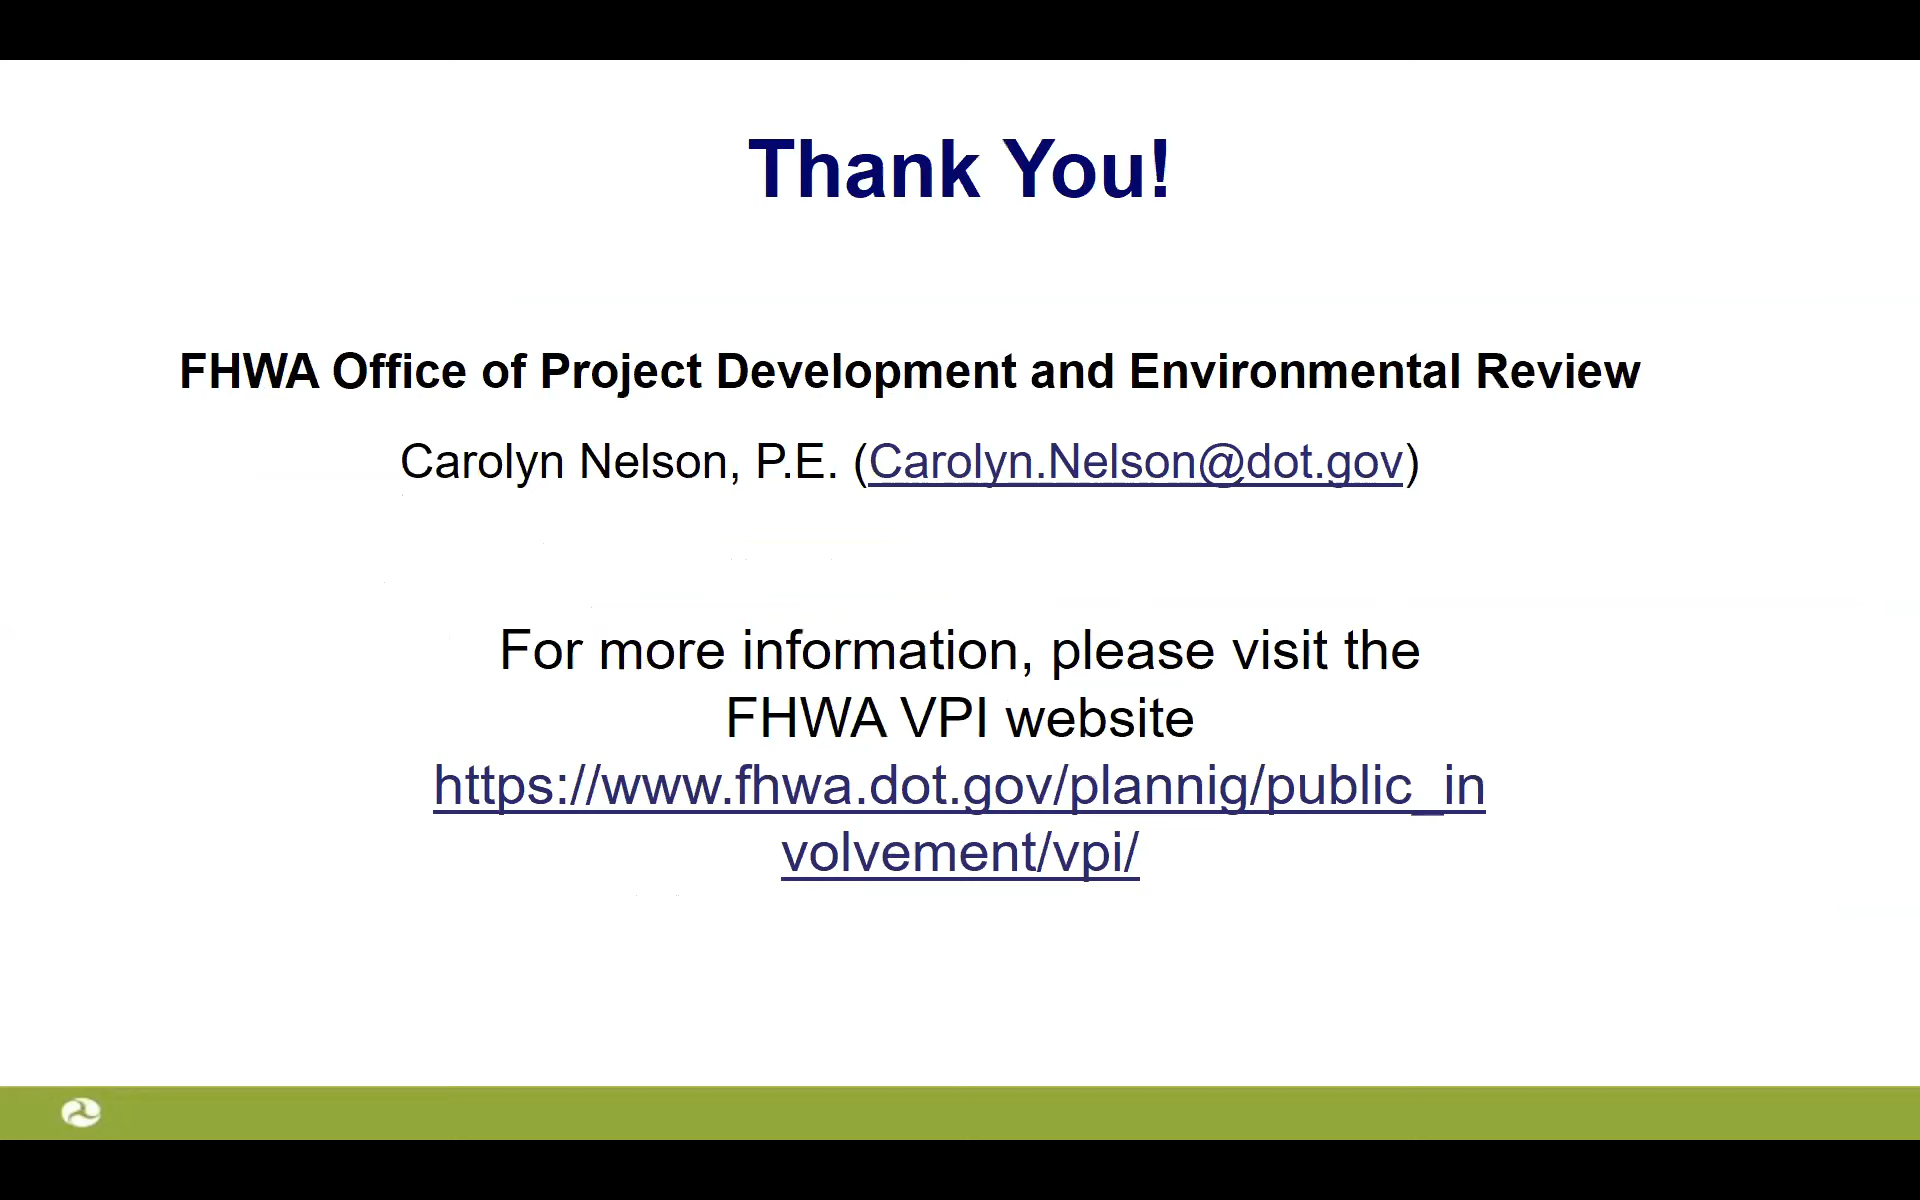 Thank You!
FHWA Office of Project Development and Environmental Review
Carolyn Nelson, P.E. (Carolyn.Nelson@dot.gov)
For more information, please visit the
FHWA VPI website
https://www.fhwa.dot.gov/plannig/public_in
volvement/vpi/